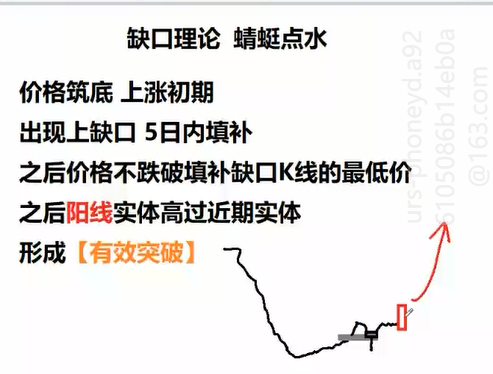 缺口理论 蜻蜓点水
价格筑底 上涨初期
出现上缺口 5日内填补
之后价格不跌破填补缺口K线的最低价
之后阳线实体高过近期实体
形成【有效突破】
urs-phoneyd.a92
6105086b14eb0a
@163.com